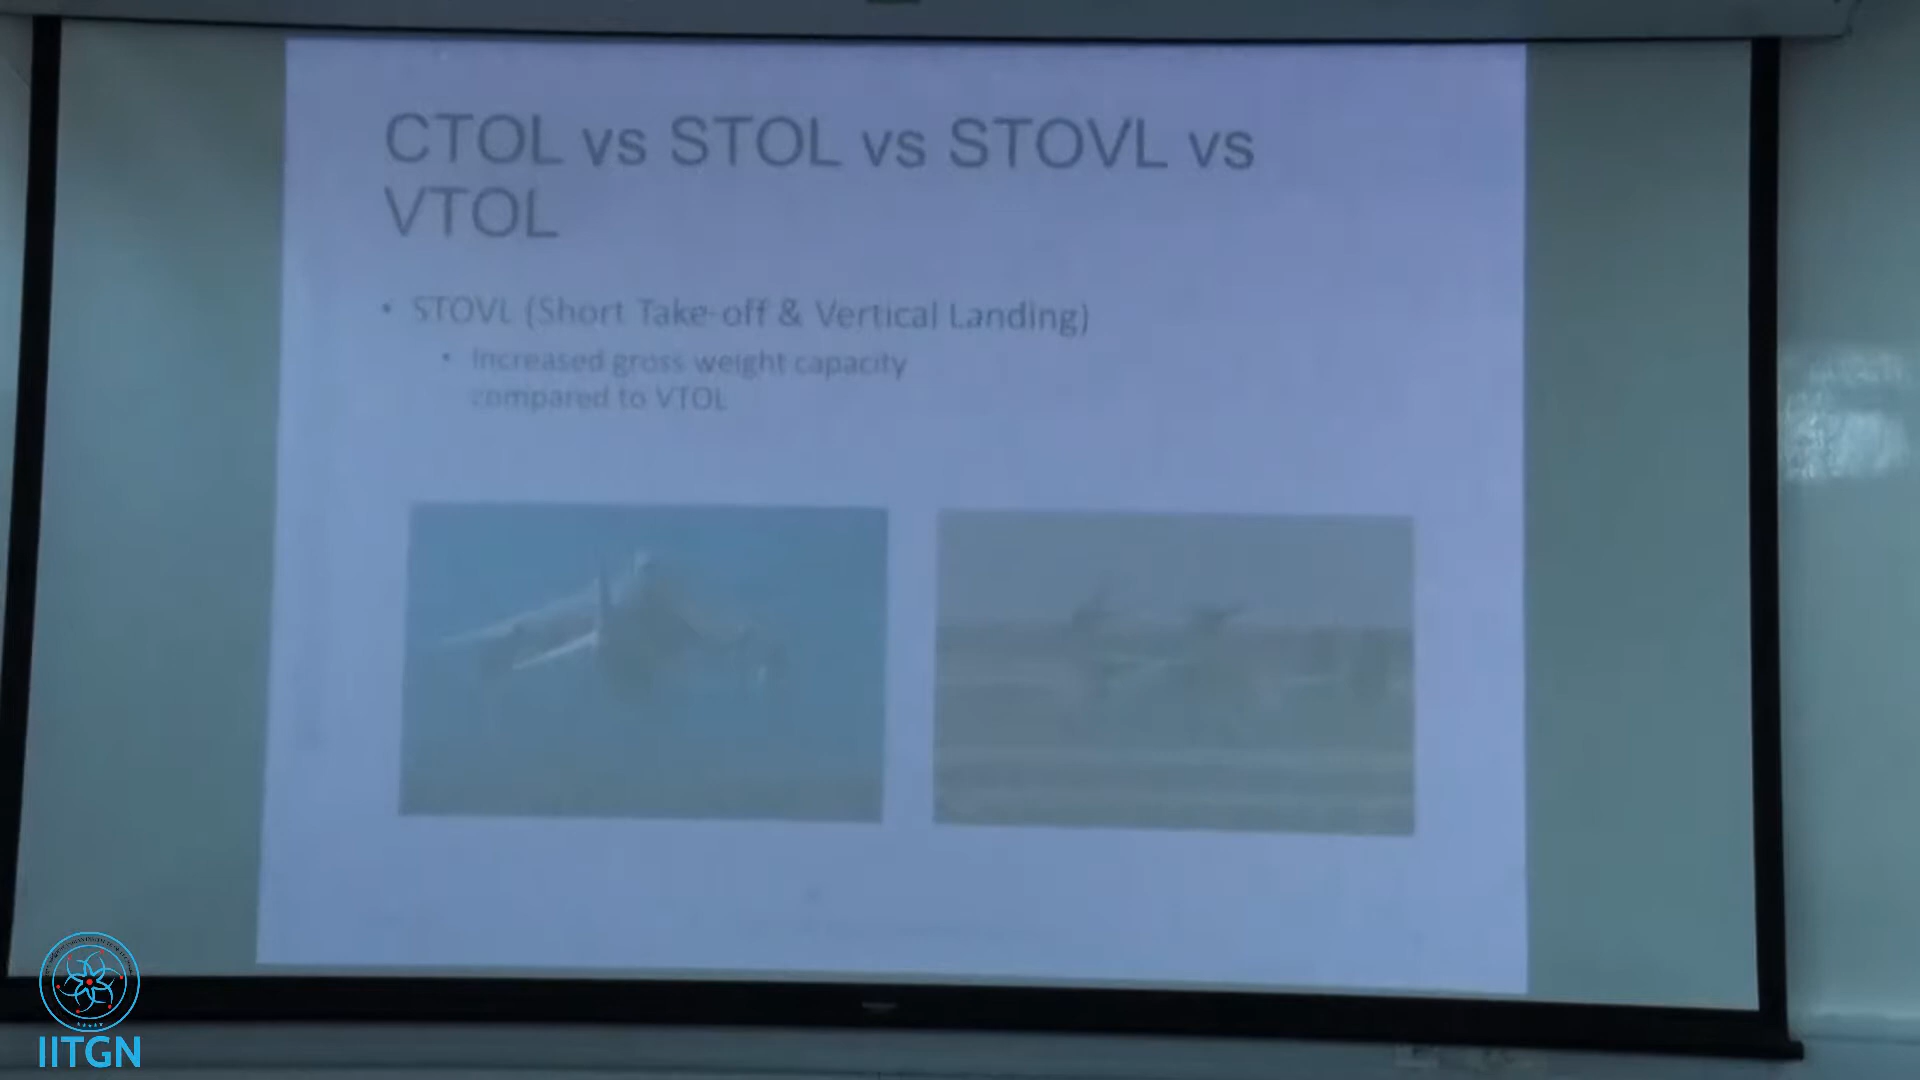 CTOL vs STOL vs STOVL vs
VTOL
• STOVL (Short Take-off & Vertical Landing)
• Increased gross weight capacity
compared to VTOL
IITGN